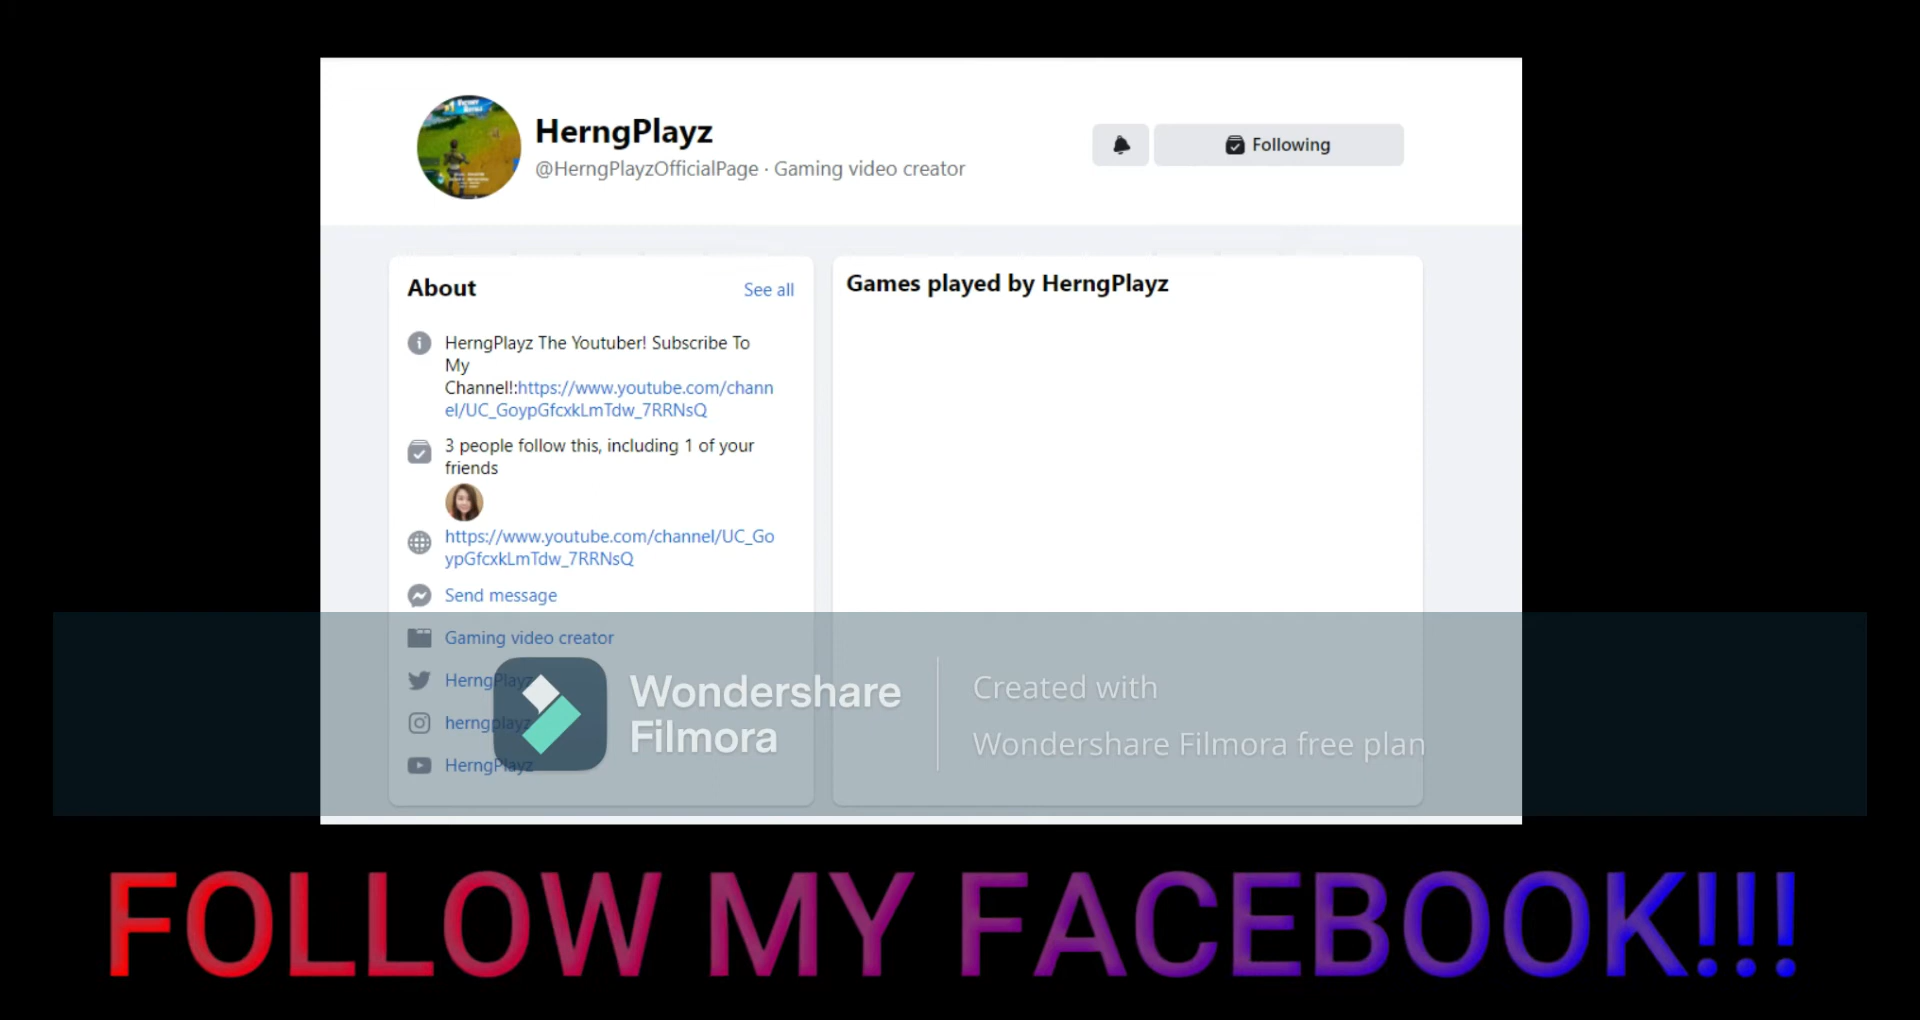 HerngPlayz
@HerngPlayzOfficialPage · Gaming video creator
Following
About
See all
HerngPlayz The Youtuber! Subscribe To
My
Channel!:https://www.youtube.com/chann
el/UC_GoypGfcxkLmTdw_7RRNsQ
3 people follow this, including 1 of your
friends
https://www.youtube.com/channel/UC_Go
ypGfcxkLmTdw_7RRNsQ
Send message
Gaming video creator
HerngPlayz
herngplayz
HerngPlayz
Games played by HerngPlayz
Wondershare
Filmora
Created with
Wondershare Filmora free plan
FOLLOW MY FACEBOOK!!!